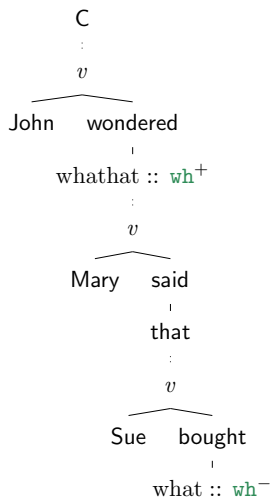 C
:
v
John wondered
whathat :: wh+
:
v
Mary said
that
:
v
Sue bought
what :: wh−